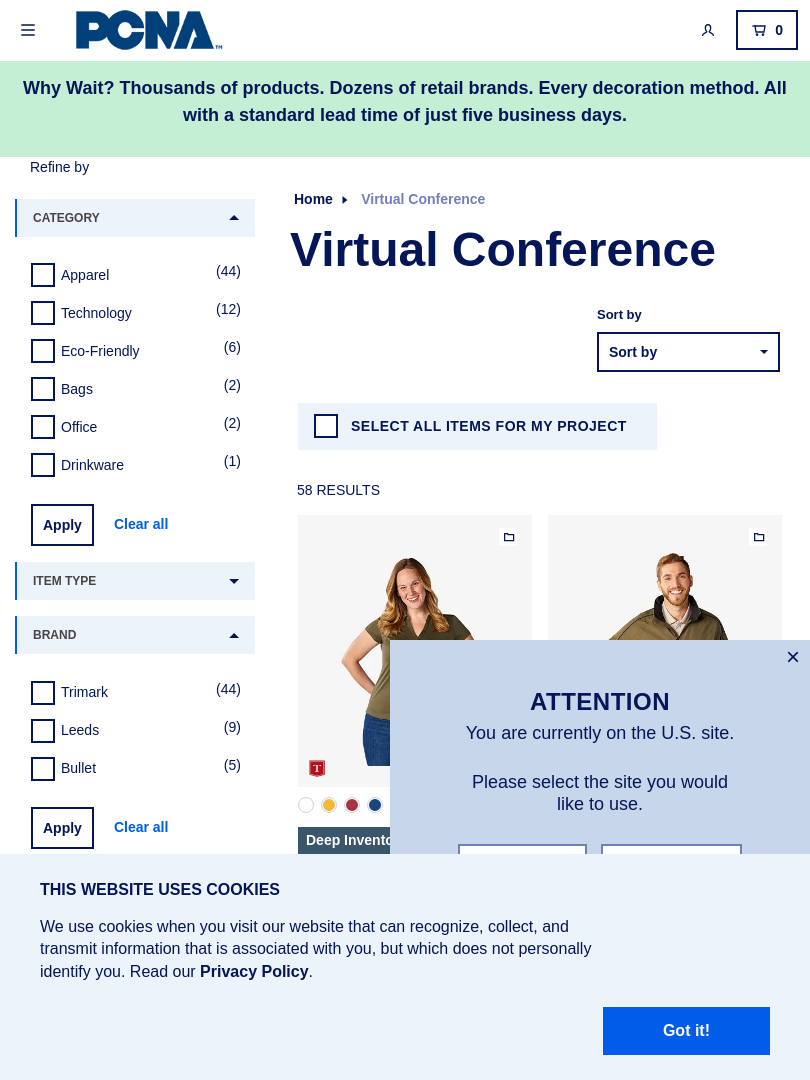 PCNA™
0
Why Wait? Thousands of products. Dozens of retail brands. Every decoration method. All
with a standard lead time of just five business days.
Refine by
CATEGORY
Apparel (44)
Technology (12)
Eco-Friendly (6)
Bags (2)
Office (2)
Drinkware (1)
Apply Clear all
ITEM TYPE
BRAND
Trimark (44)
Leeds (9)
Bullet (5)
Apply Clear all
Home Virtual Conference
Virtual Conference
Sort by
Sort by
SELECT ALL ITEMS FOR MY PROJECT
58 RESULTS
T
Deep Invento
ATTENTION
You are currently on the U.S. site.
Please select the site you would
like to use.
THIS WEBSITE USES COOKIES
We use cookies when you visit our website that can recognize, collect, and
transmit information that is associated with you, but which does not personally
identify you. Read our Privacy Policy.
Got it!